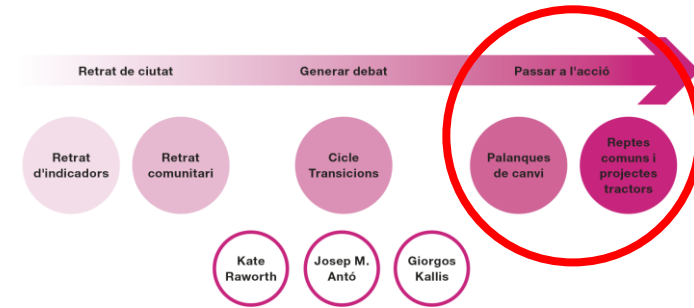 Retrat de ciutat
Generar debat
Passar a l'acció
Retrat
d'indicadors
Retrat
comunitari
Cicle
Transicions
Palanques
de canvi
Reptes
comuns i
projectes
tractors
Kate
Raworth
Josep M.
Antó
Giorgos
Kallis